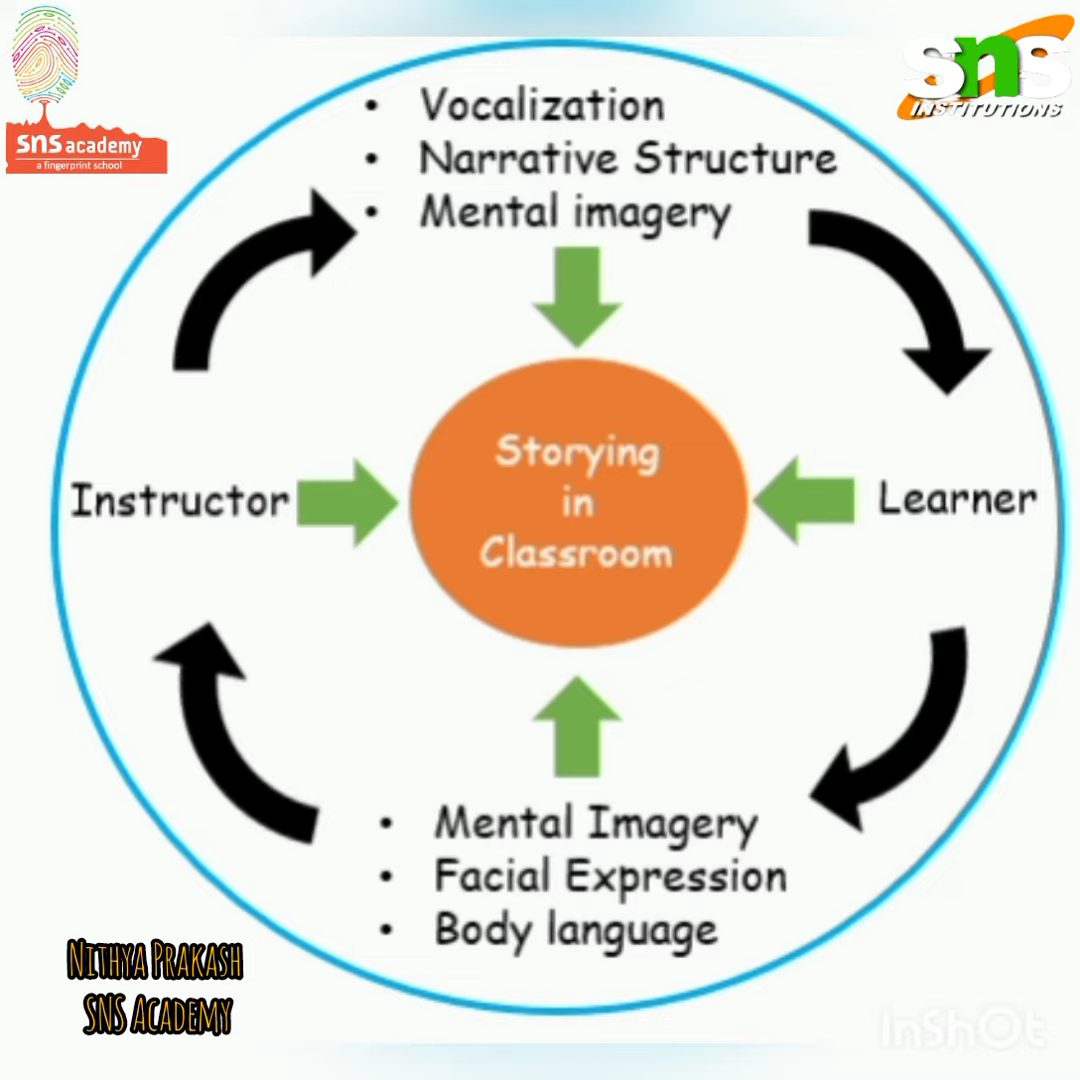 sns academy
a fingerprint school
SNS
INSTITUTIONS
• Vocalization
• Narrative Structure
• Mental imagery
Instructor
Storying
in
Classroom
Learner
• Mental Imagery
• Facial Expression
• Body language
Nithya Prakash
SNS Academy
InShOt